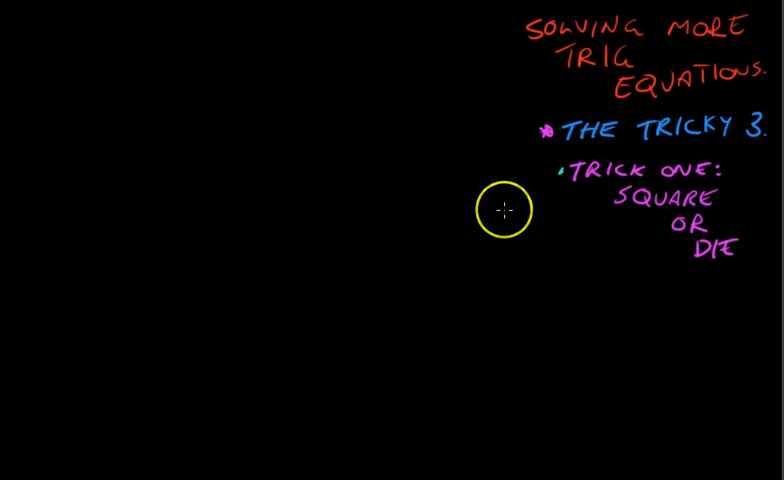 SOLVING MORE
TRIG
EQUATIONS.
* THE TRICKY 3.
· TRICK ONE:
SQUARE
OR
DIE